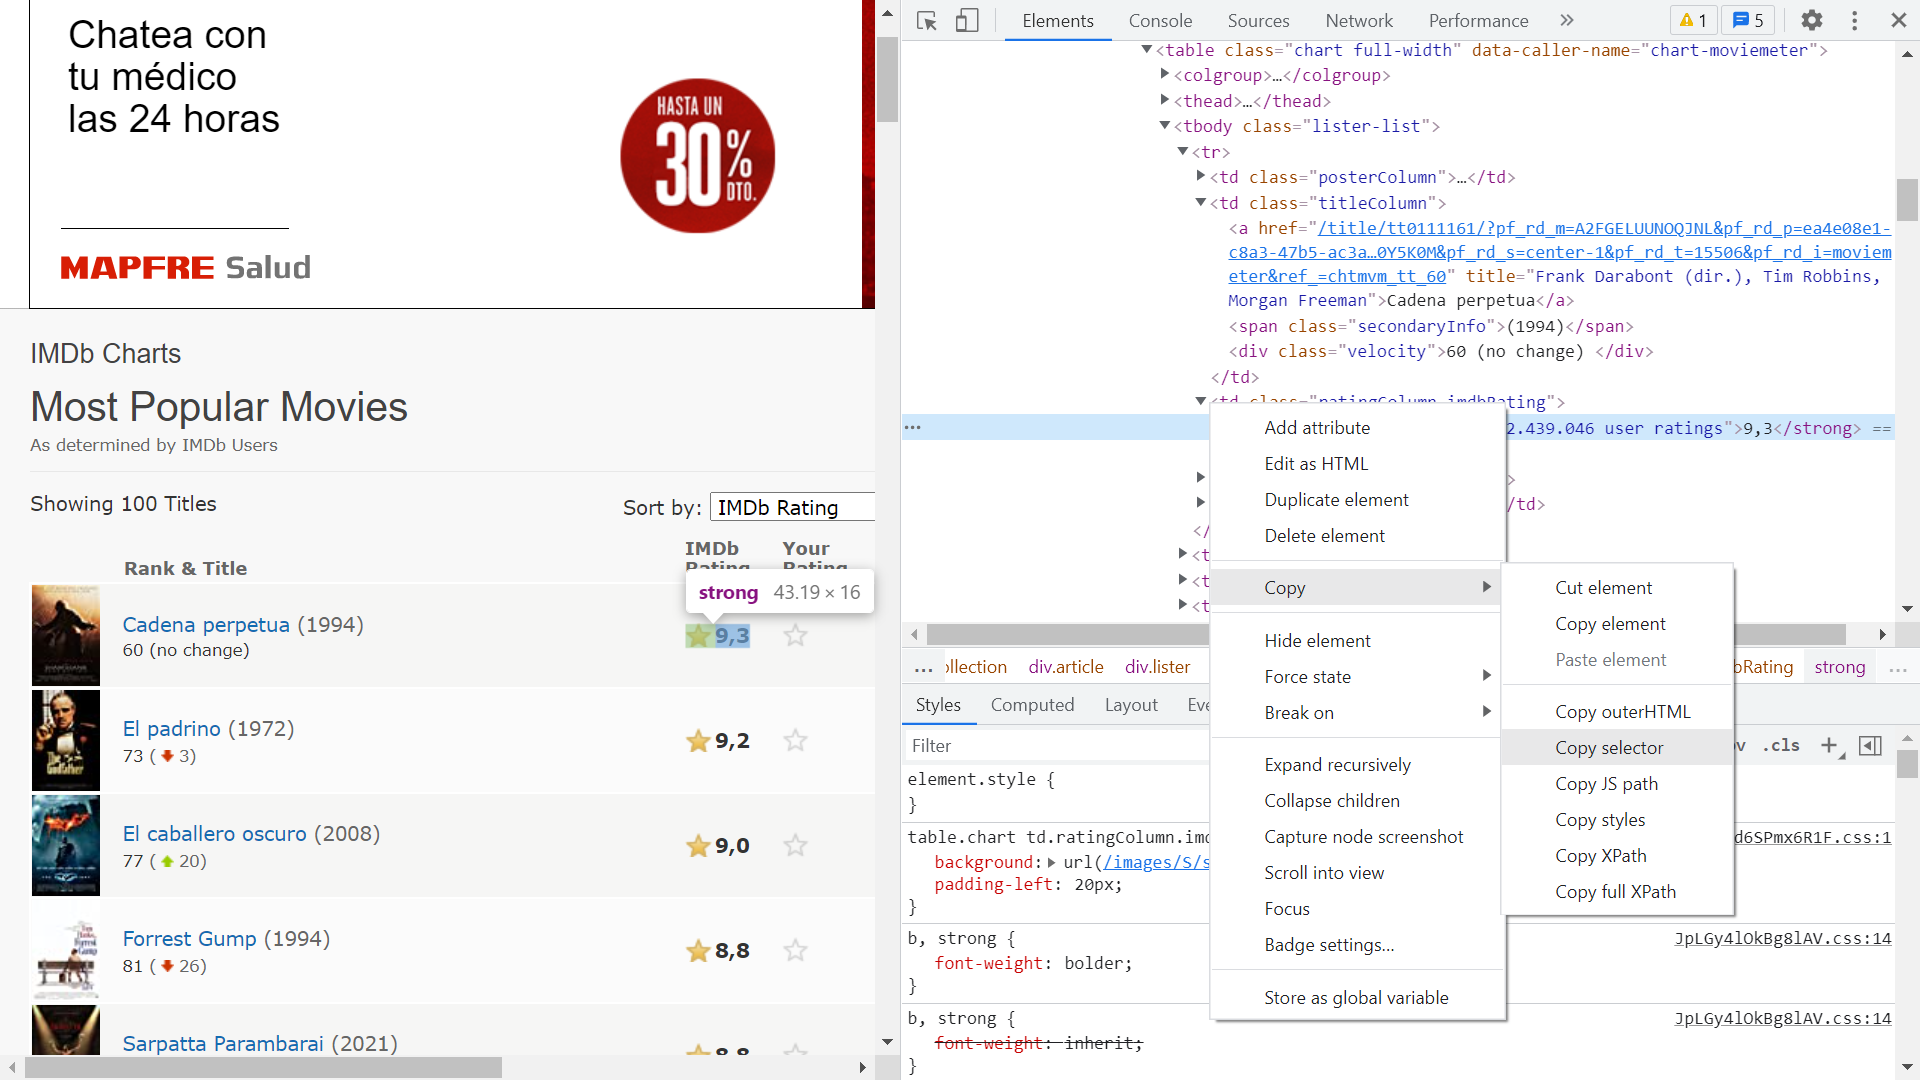 Chatea con
tu médico
las 24 horas
HASTA UN
30%
DTO.
MAPFRE Salud
IMDb Charts
Most Popular Movies
As determined by IMDb Users
Showing 100 Titles
Sort by: IMDb Rating
Rank & Title
IMDb
Rating
Your
Rating
strong 43.19 × 16
Cadena perpetua (1994)
60 (no change)
9,3
El padrino (1972)
73 ( 3)
9,2
El caballero oscuro (2008)
77 ( 20)
9,0
Forrest Gump (1994)
81 ( 26)
8,8
Sarpatta Parambarai (2021)
8,8
Elements Console Sources Network Performance » 1 5
<table class="chart full-width" data-caller-name="chart-moviemeter">
<colgroup>…</colgroup>
<thead>…</thead>
<tbody class="lister-list">
<tr>
<td class="posterColumn">…</td>
<td class="titleColumn">
<a href="/title/tt0111161/?pf_rd_m=A2FGELUUNOQJNL&pf_rd_p=ea4e08e1-
c8a3-47b5-ac3a…0Y5K0M&pf_rd_s=center-1&pf_rd_t=15506&pf_rd_i=moviem
eter&ref_=chtmvm_tt_60" title="Frank Darabont (dir.), Tim Robbins,
Morgan Freeman">Cadena perpetua</a>
<span class="secondaryInfo">(1994)</span>
<div class="velocity">60 (no change) </div>
</td>
<td class="ratingColumn imdbRating">
… 2.439.046 user ratings">9,3</strong> ==
>
/td>
</
<t
<t
<t
Add attribute
Edit as HTML
Duplicate element
Delete element
Copy
Hide element
Force state
Break on
Expand recursively
Collapse children
Capture node screenshot
Scroll into view
Focus
Badge settings...
Store as global variable
Cut element
Copy element
Paste element
Copy outerHTML
Copy selector
Copy JS path
Copy styles
Copy XPath
Copy full XPath
… ollection div.article div.lister bRating strong …
Styles Computed Layout Eve
Filter ov .cls +
element.style {
}
table.chart td.ratingColumn.imd d6SPmx6R1F.css:1
background: url(/images/S/s
padding-left: 20px;
}
b, strong { JpLGy4lOkBg8lAV.css:14
font-weight: bolder;
}
b, strong { JpLGy4lOkBg8lAV.css:14
font-weight: inherit;
}